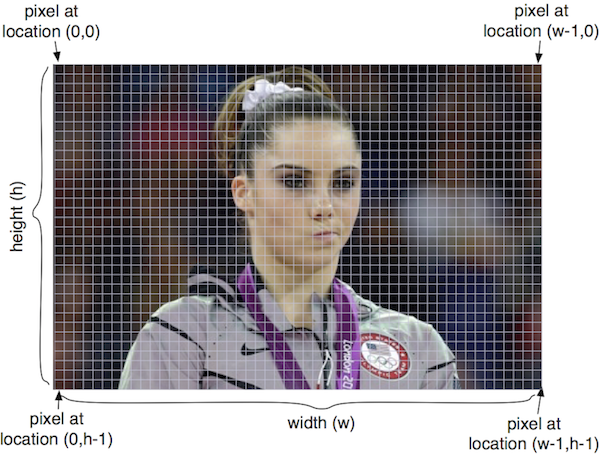 pixel at
location (0,0)
pixel at
location (w-1,0)
height (h)
LONDON 20
pixel at
location (0,h-1)
width (w)
pixel at
location (w-1,h-1)